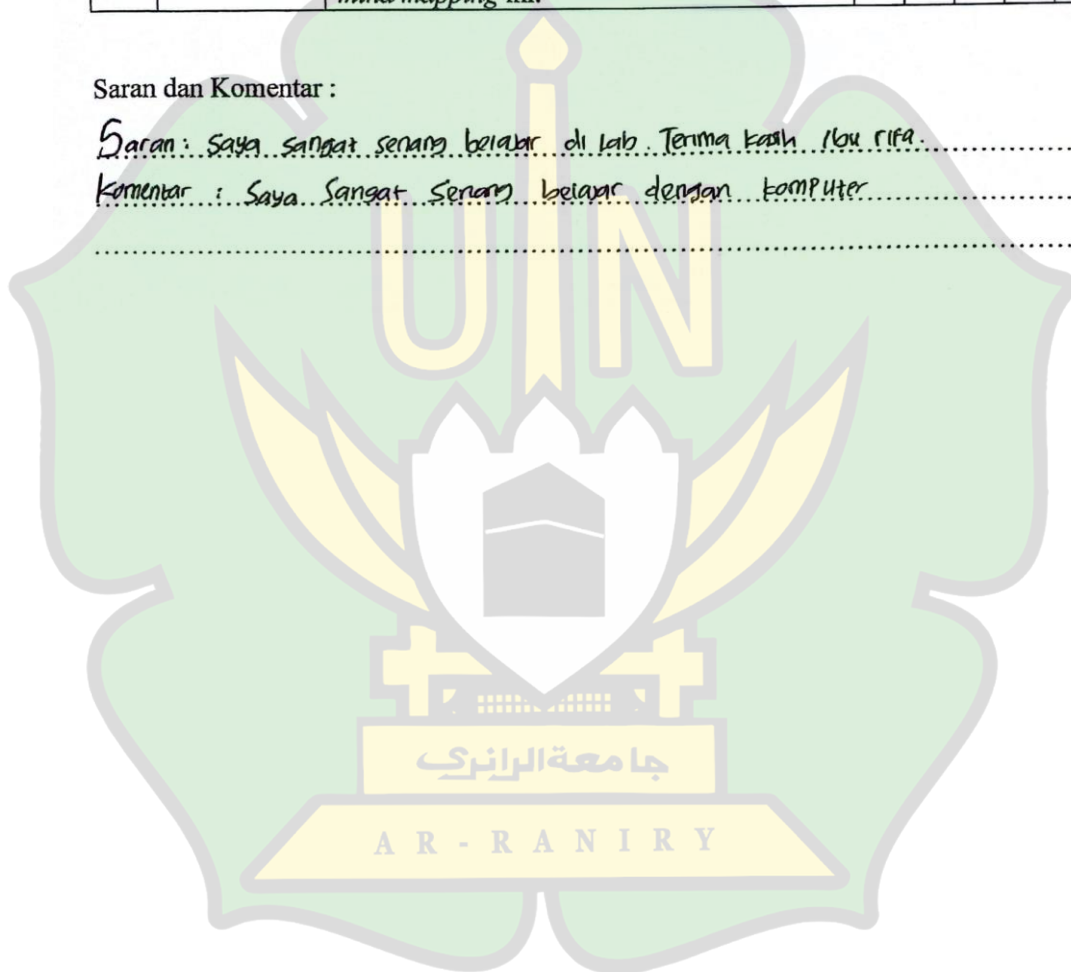 mind mapping ini.
Saran dan Komentar :
Saran : Saya sangat senang belajar di lab. Terima kasih Ibu rifa.
Komentar : Saya Sangat Senang belajar dengan komputer
UIN
جامعة الرانري
AR-RANIRY